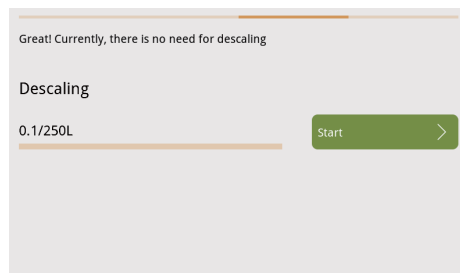 Great! Currently, there is no need for descaling
Descaling
0.1/250L
Start